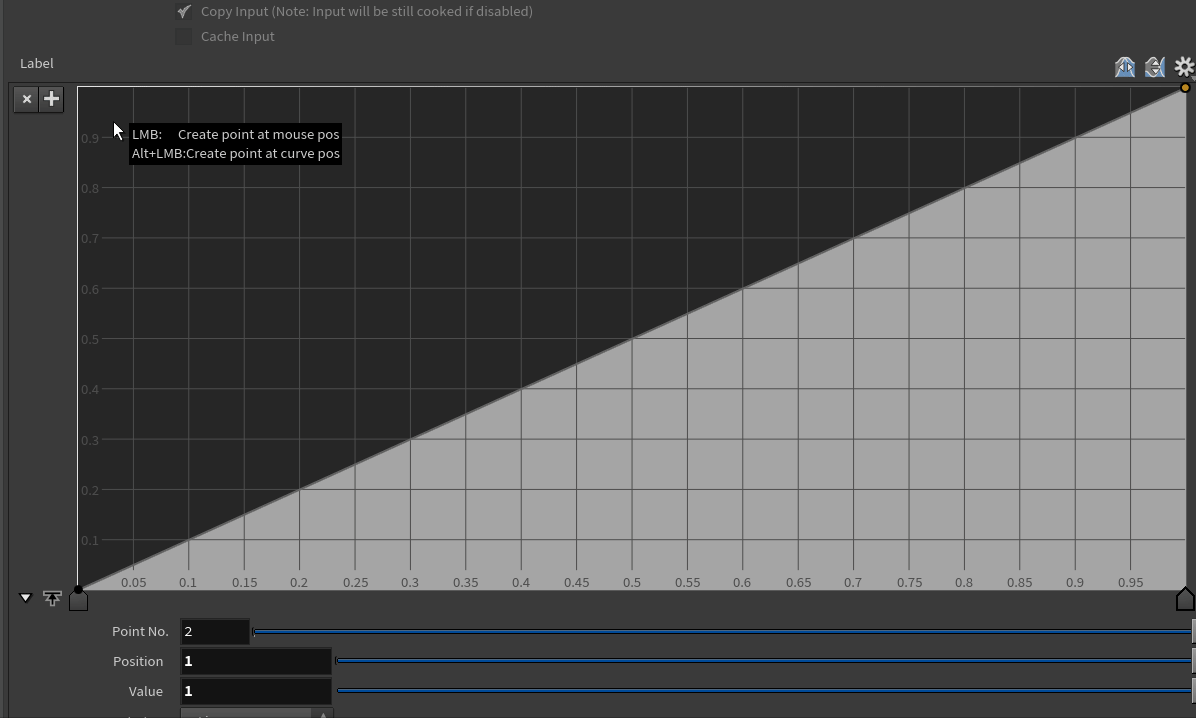 Copy Input (Note: Input will be still cooked if disabled)
Cache Input
Label
LMB: Create point at mouse pos
Alt+LMB:Create point at curve pos
0.9
0.8
0.7
0.6
0.5
0.4
0.3
0.2
0.1
0.05 0.1 0.15 0.2 0.25 0.3 0.35 0.4 0.45 0.5 0.55 0.6 0.65 0.7 0.75 0.8 0.85 0.9 0.95
Point No. 2
Position 1
Value 1